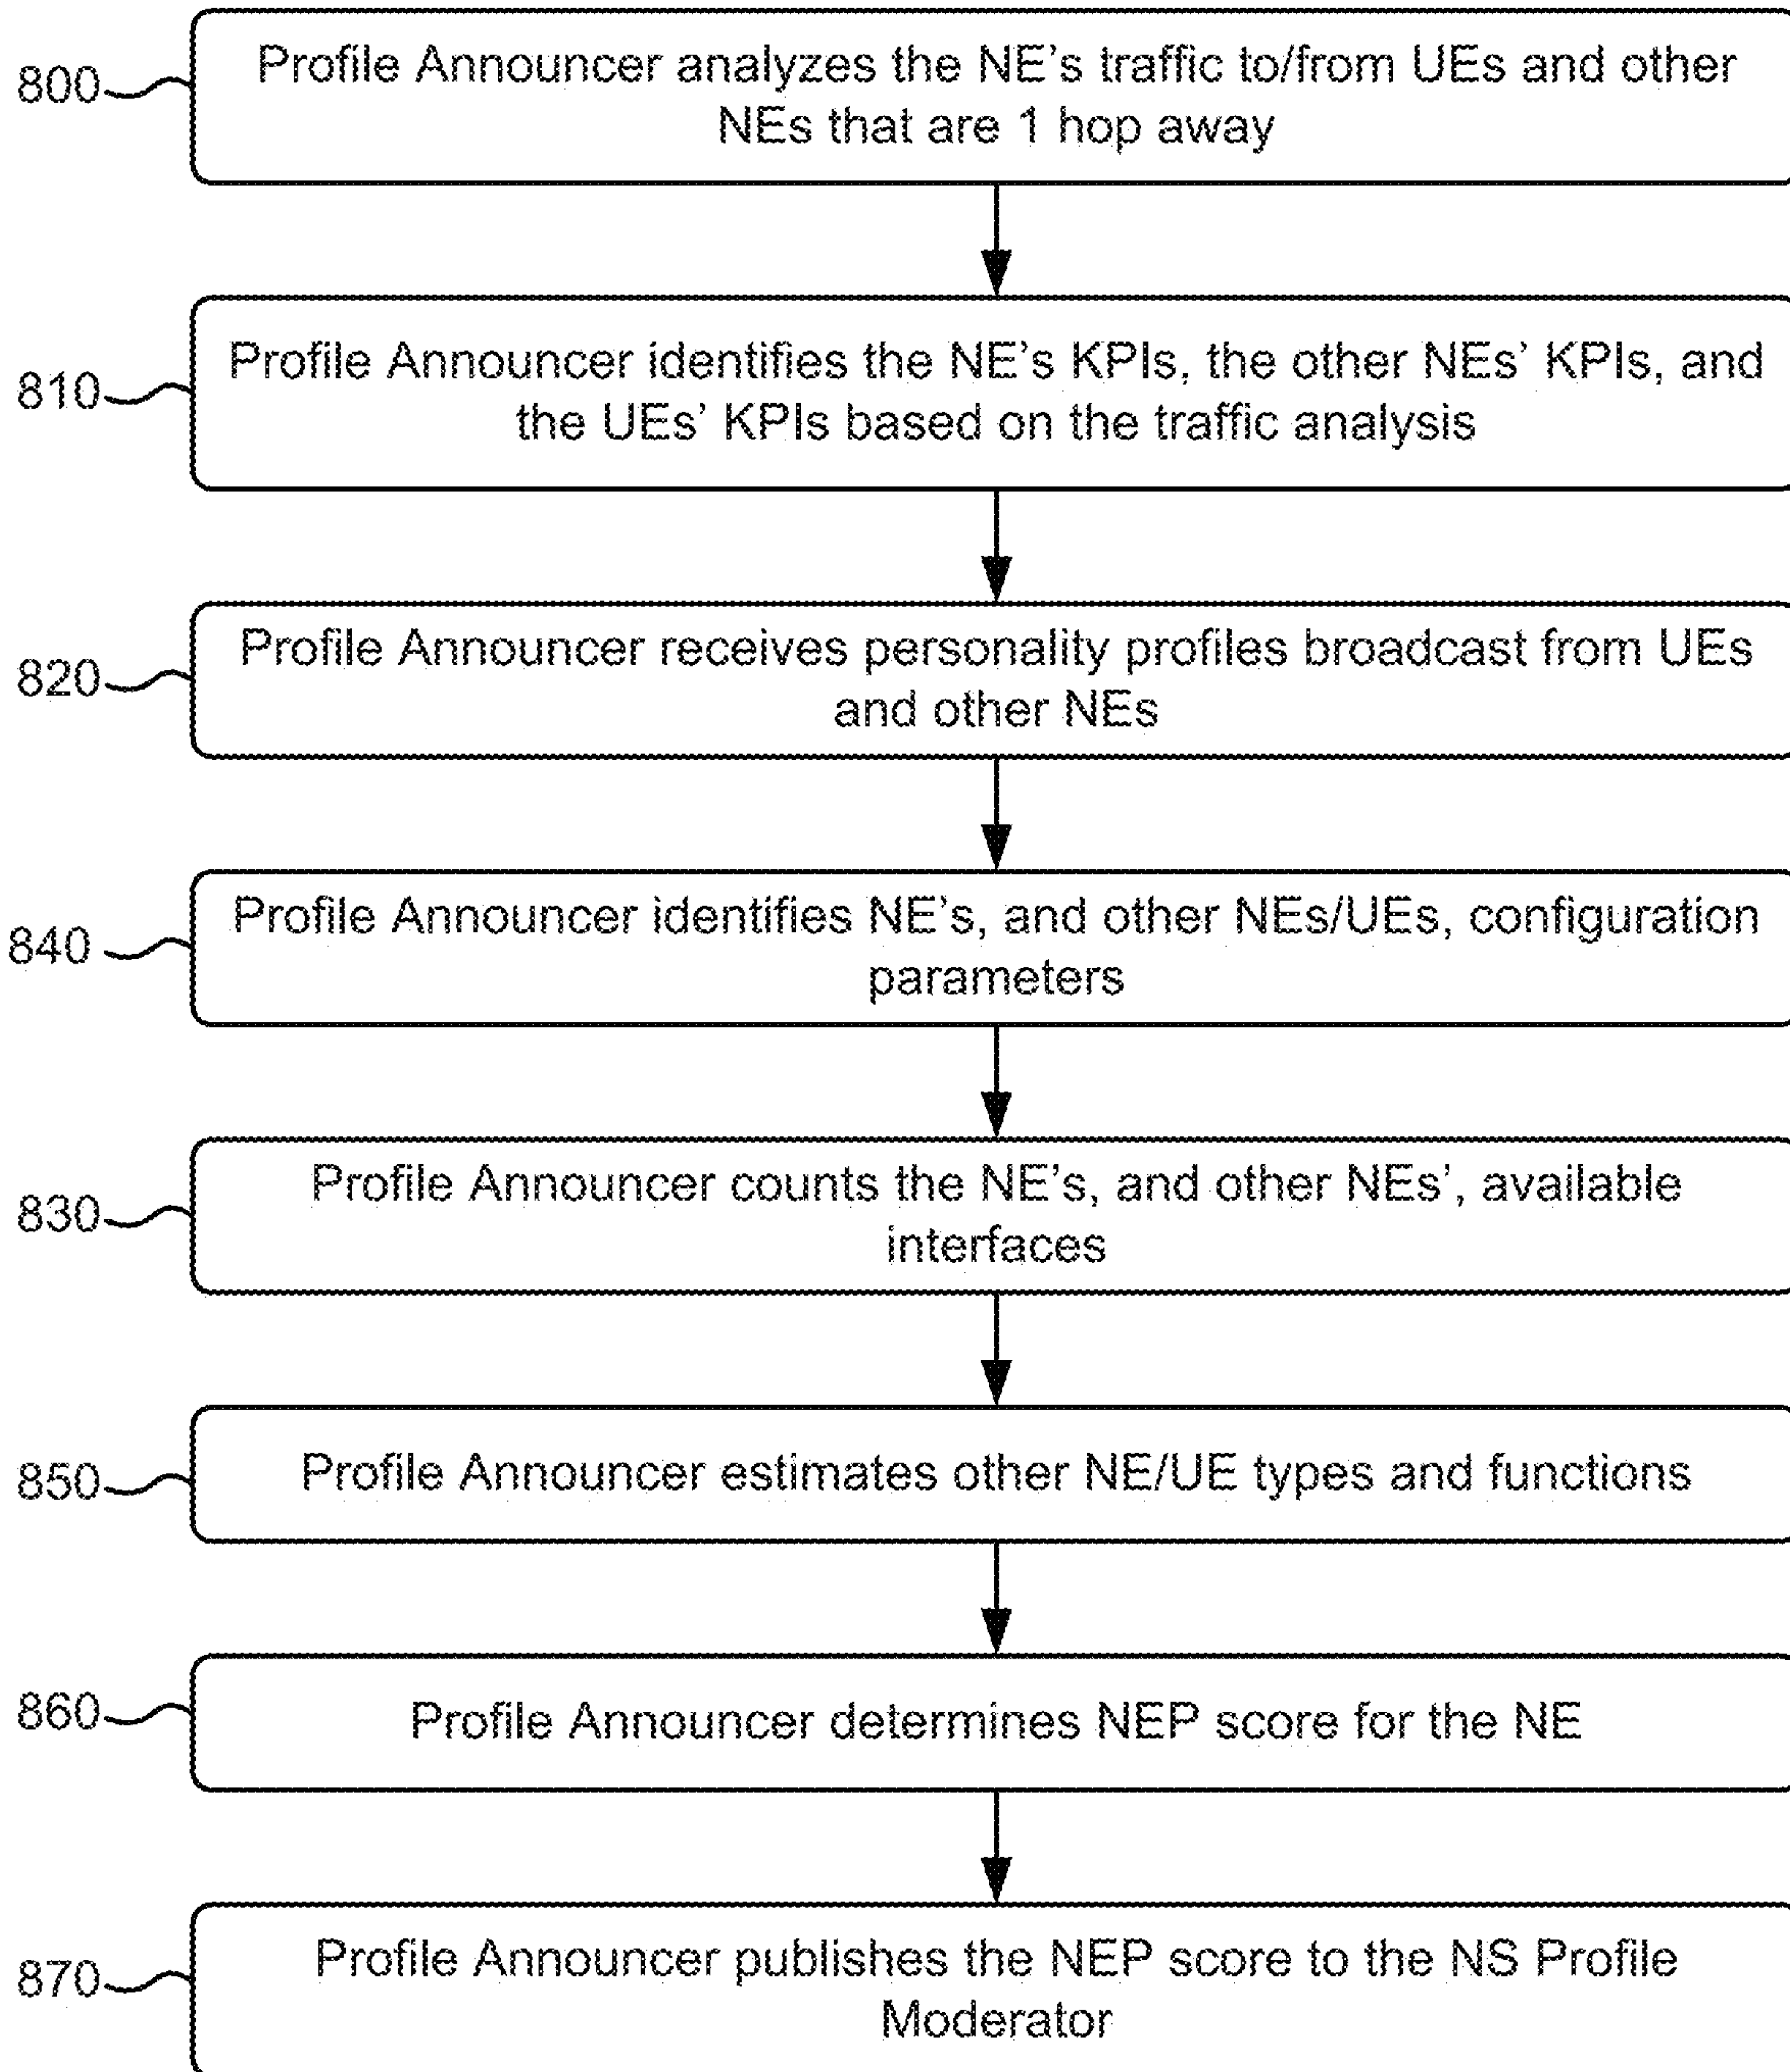 800
Profile Announcer analyzes the NE's traffic to/from UEs and other
NEs that are 1 hop away
810
Profile Announcer identifies the NE's KPIs, the other NEs' KPIs, and
the UEs' KPIs based on the traffic analysis
820
Profile Announcer receives personality profiles broadcast from UEs
and other NEs
840
Profile Announcer identifies NE's, and other NEs/UEs, configuration
parameters
830
Profile Announcer counts the NE's, and other NEs', available
interfaces
850
Profile Announcer estimates other NE/UE types and functions
860
Profile Announcer determines NEP score for the NE
870
Profile Announcer publishes the NEP score to the NS Profile
Moderator